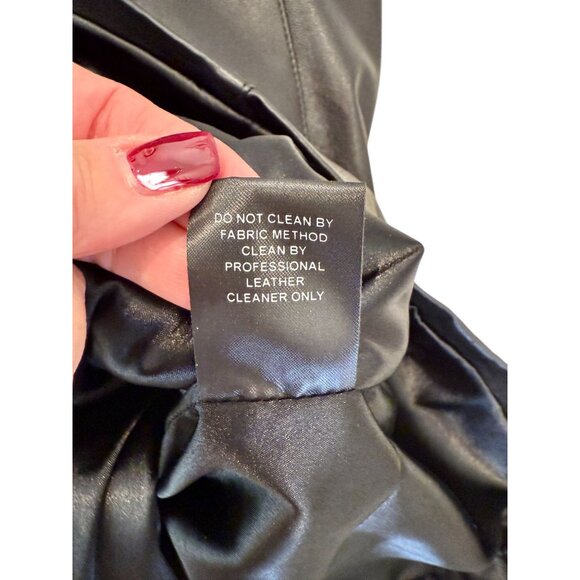 DO NOT CLEAN BY
FABRIC METHOD
CLEAN BY
PROFESSIONAL
LEATHER
CLEANER ONLY